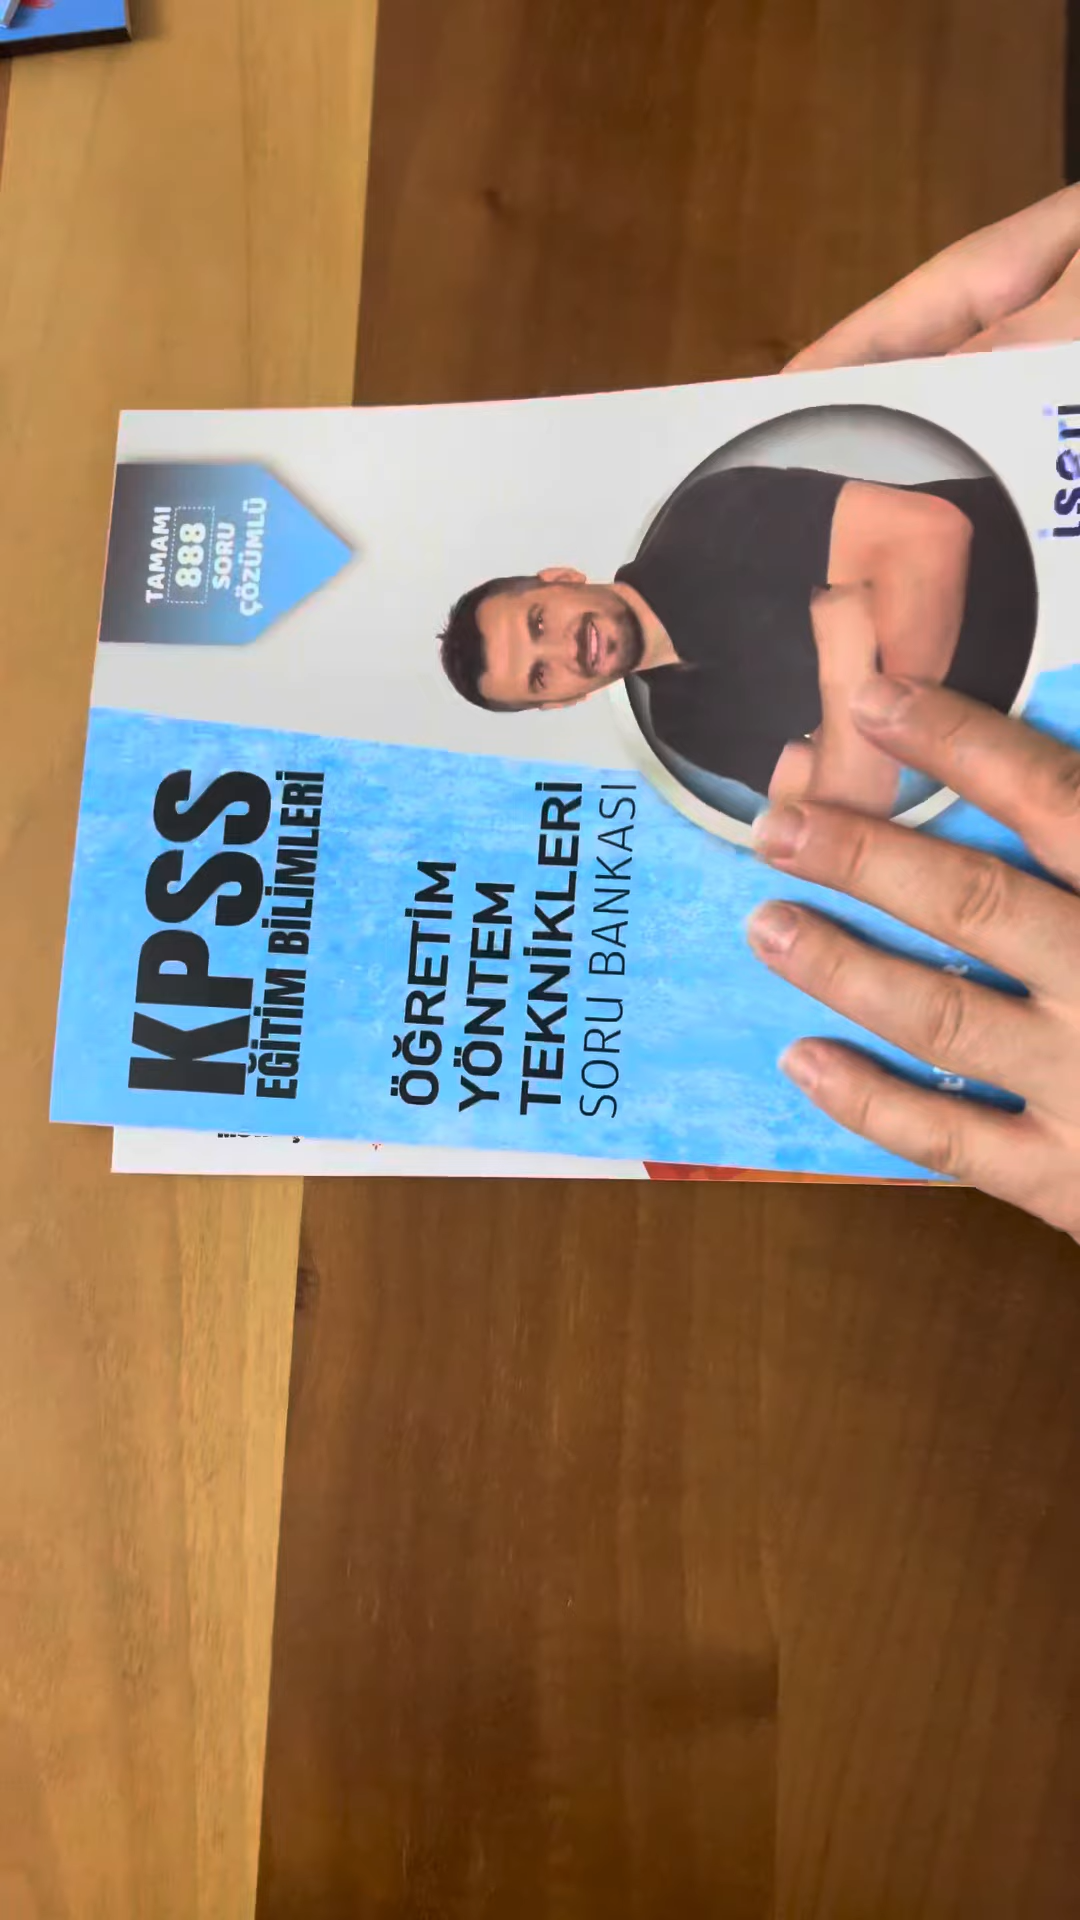 TAMAMI
888
SORU
ÇÖZÜMLÜ
KPSS
EĞİTİM BİLİMLERİ
ÖĞRETİM
YÖNTEM
TEKNİKLERİ
SORU BANKASI